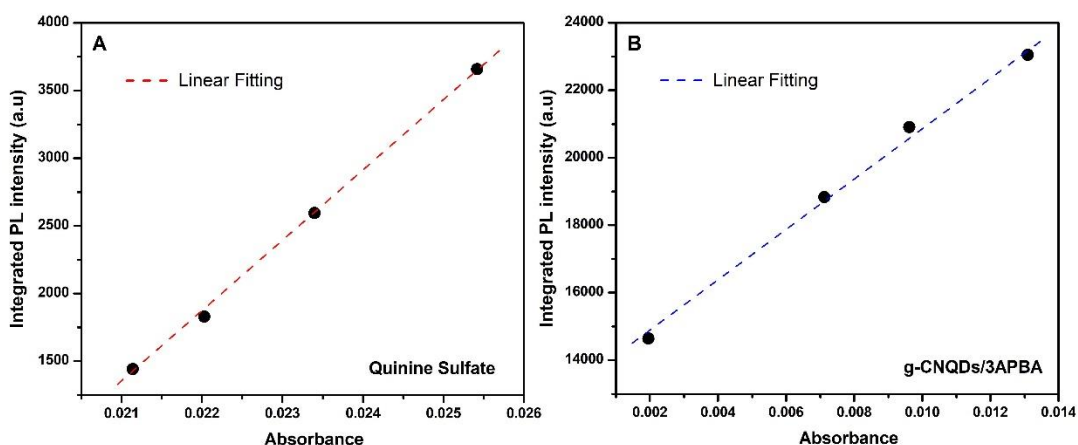 A
Linear Fitting
Integrated PL intensity (a.u)
4000
3500
3000
2500
2000
1500
Quinine Sulfate
0.021 0.022 0.023 0.024 0.025 0.026
Absorbance
B
Linear Fitting
Integrated PL intensity (a.u)
24000
22000
20000
18000
16000
14000
g-CNQDs/3APBA
0.002 0.004 0.006 0.008 0.010 0.012 0.014
Absorbance